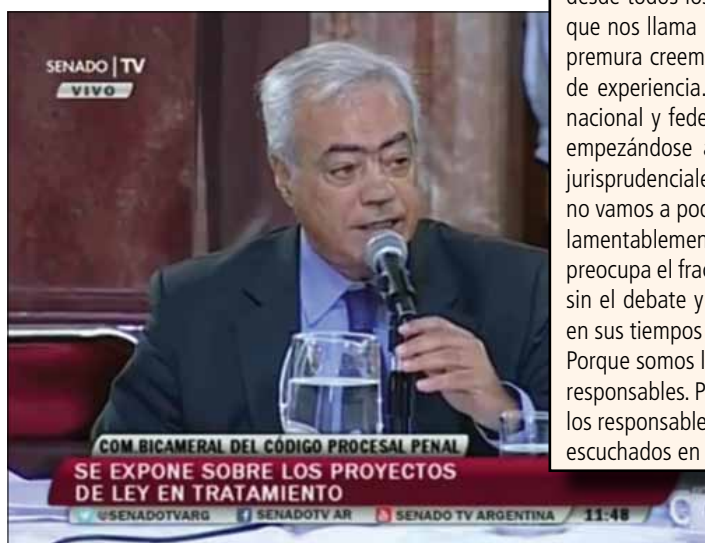 SENADO | TV
VIVO
COM.BICAMERAL DEL CÓDIGO PROCESAL PENAL
SE EXPONE SOBRE LOS PROYECTOS
DE LEY EN TRATAMIENTO
@SENADOTVARG SENADOTV AR SENADO TV ARGENTINA 11:48
que nos llama
premura creem
de experiencia.
nacional y fede
empezándose a
jurisprudenciale
no vamos a pod
lamentablemen
preocupa el frac
sin el debate y
en sus tiempos
Porque somos l
responsables. P
los responsable
escuchados en